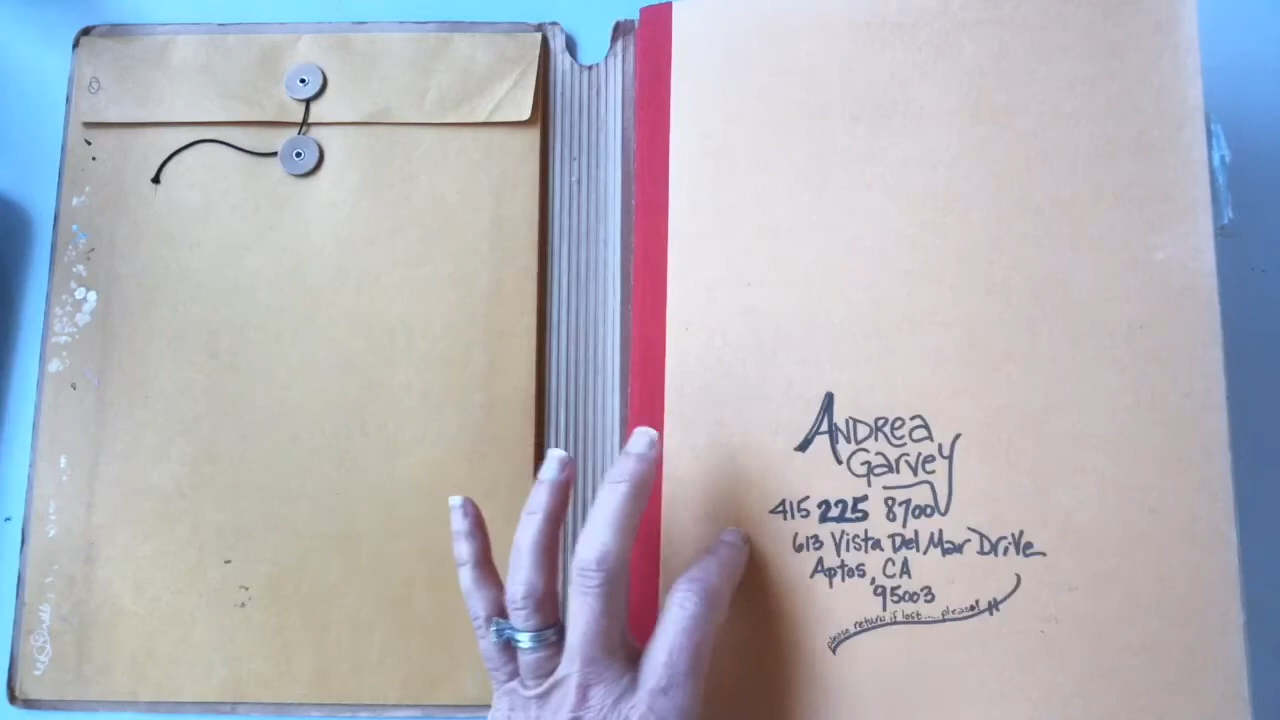 ANDREA
Garvey
415 225 8700
613 Vista Del Mar Drive
Aptos, CA
95003
please return if lost.....please!